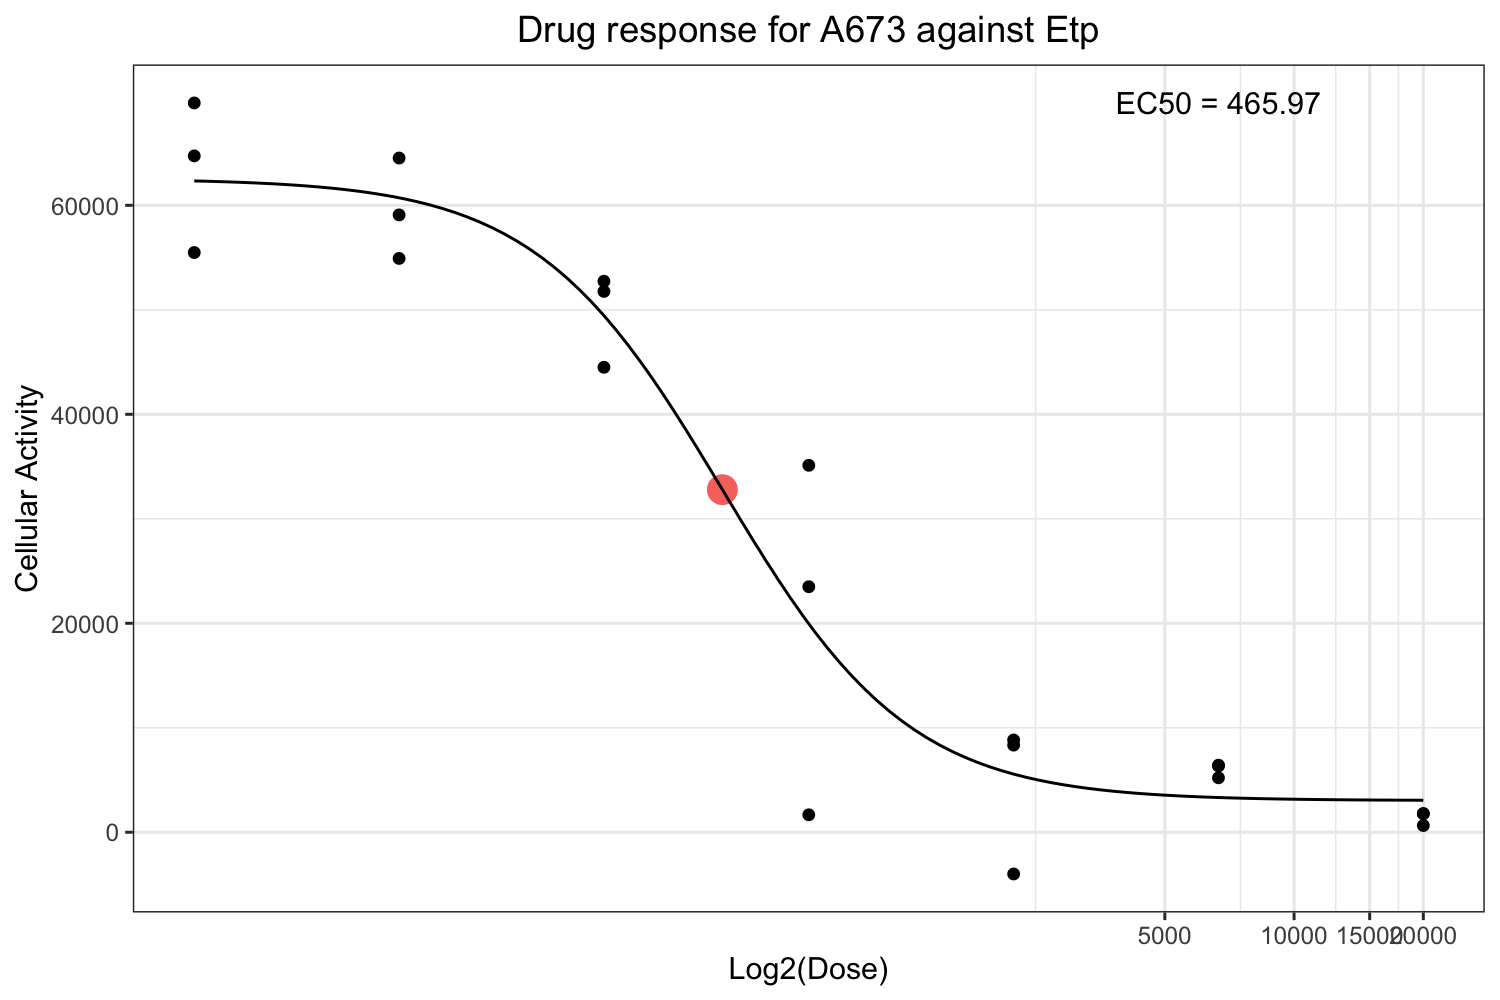 Drug response for A673 against Etp
EC50 = 465.97
60000
40000
20000
0
Cellular Activity
5000 10000 15000 20000
Log2(Dose)